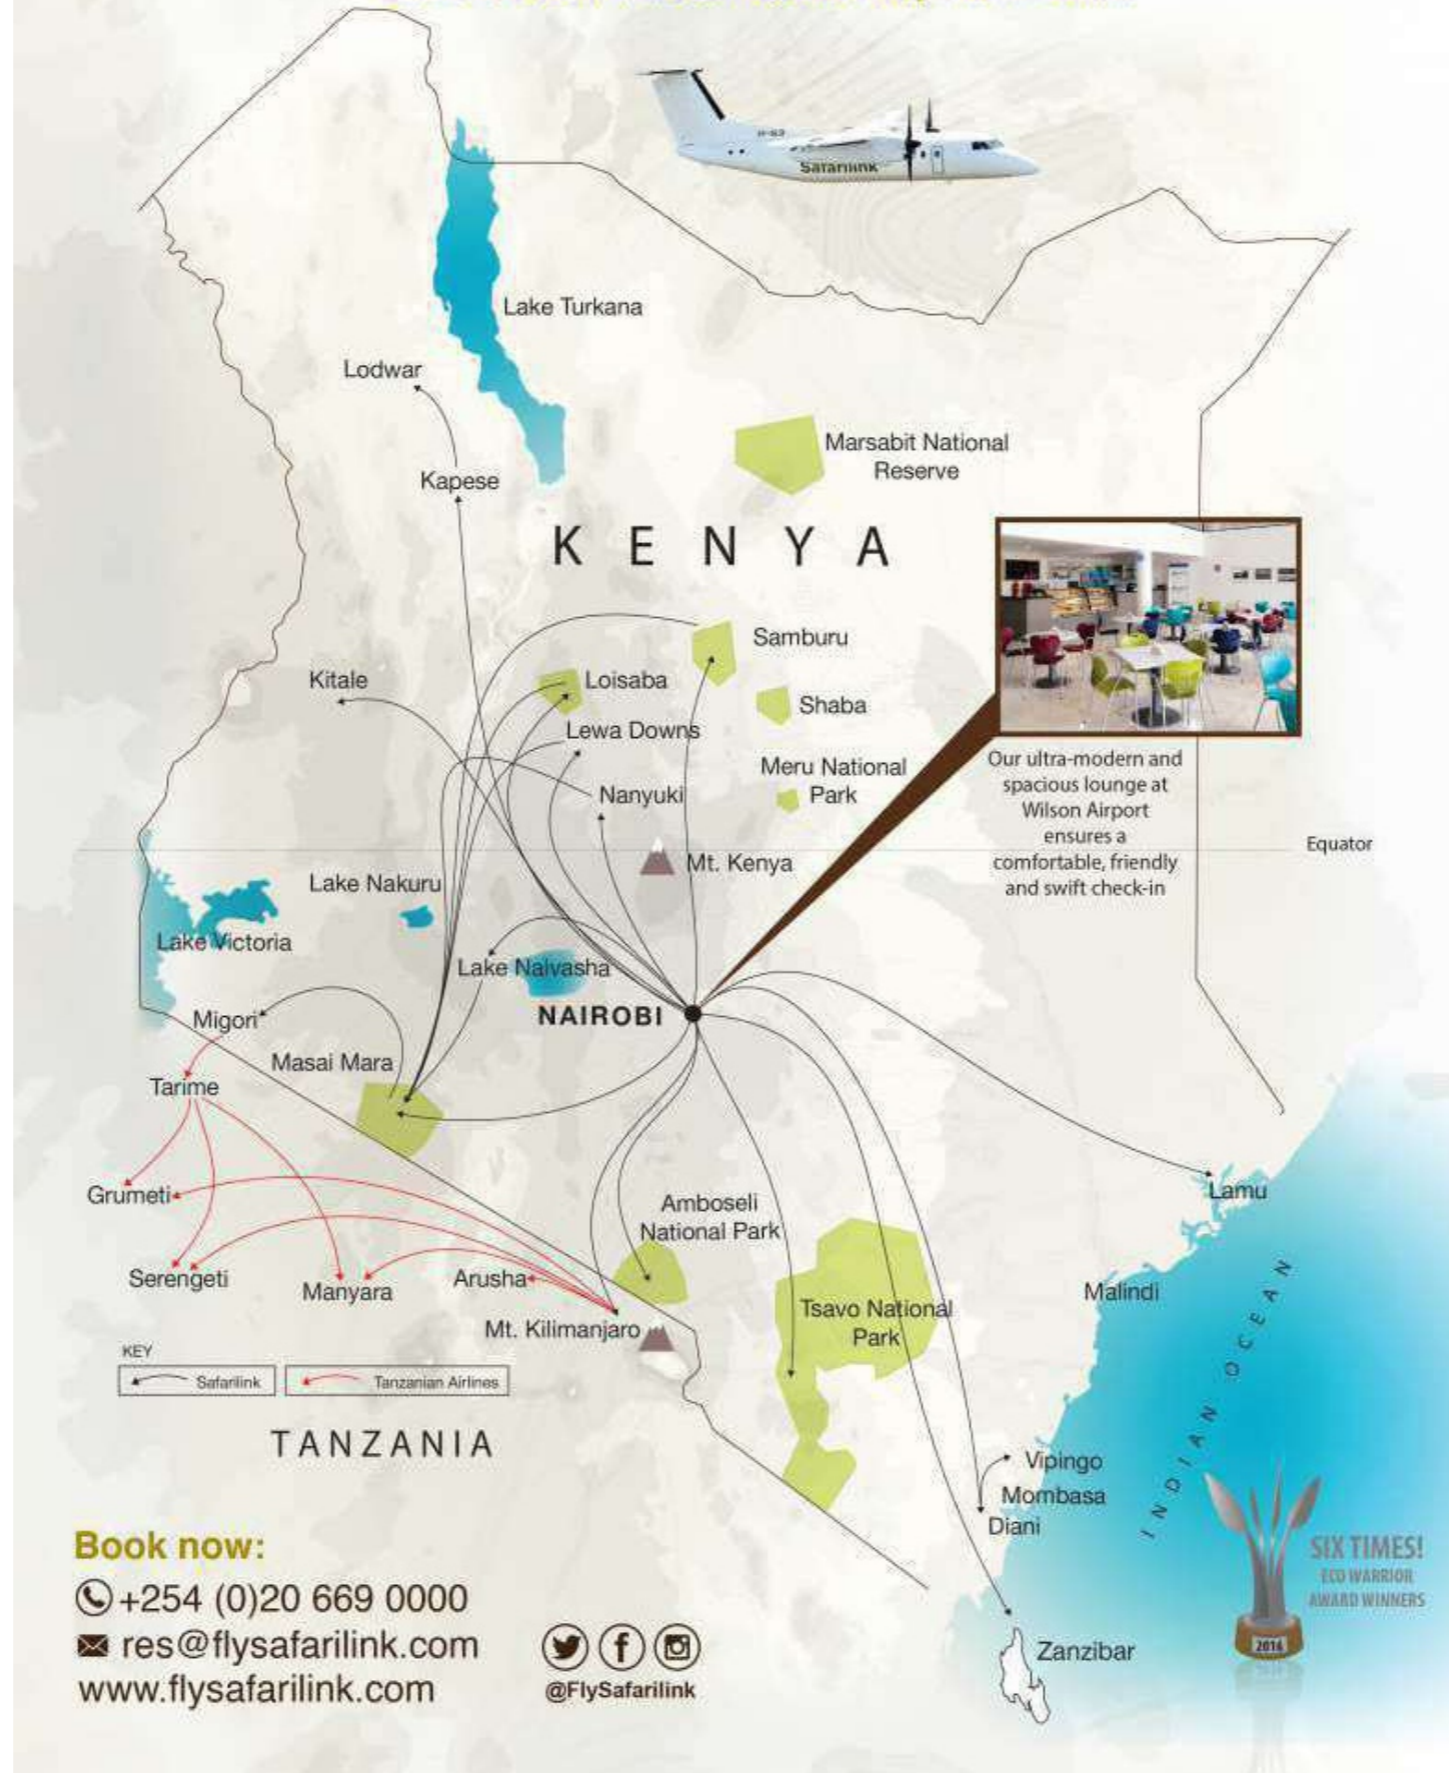 Safarilink
Lake Turkana
Lodwar
Marsabit National
Reserve
Kapese
K E N Y A
Samburu
Kitale
Loisaba
Shaba
Lewa Downs
Meru National
Park
Nanyuki
Our ultra-modern and
spacious lounge at
Wilson Airport
ensures a
comfortable, friendly
and swift check-in
Equator
Mt. Kenya
Lake Nakuru
Lake Victoria
Lake Naivasha
NAIROBI
Migori
Masai Mara
Tarime
Grumeti
Amboseli
National Park
Lamu
Serengeti
Manyara
Arusha
Malindi
Tsavo National
Park
Mt. Kilimanjaro
INDIAN OCEAN
KEY
Safarilink
Tanzanian Airlines
TANZANIA
Vipingo
Mombasa
Diani
Zanzibar
Book now:
+254 (0)20 669 0000
res@flysafarilink.com
www.flysafarilink.com
@FlySafarilink
SIX TIMES!
ECO WARRIOR
AWARD WINNERS
2016